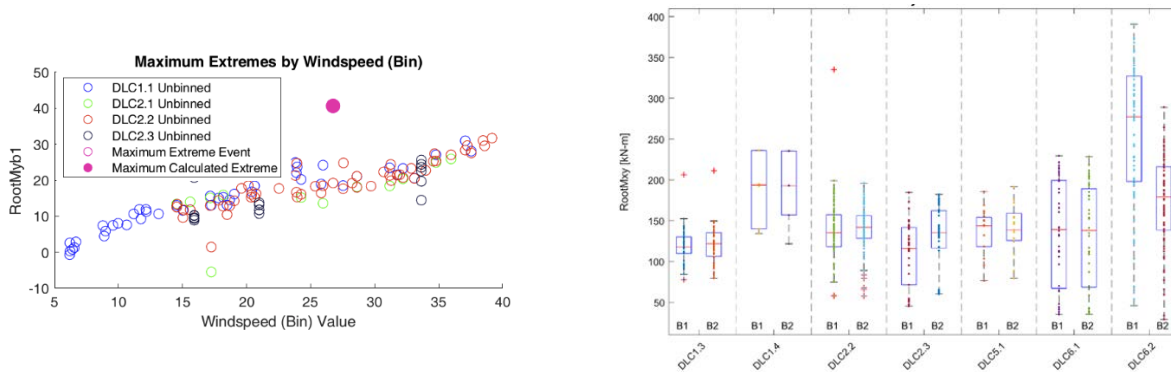 Maximum Extremes by Windspeed (Bin)
50
40
30
20
10
0
-10
RootMyb1
DLC1.1 Unbinned
DLC2.1 Unbinned
DLC2.2 Unbinned
DLC2.3 Unbinned
Maximum Extreme Event
Maximum Calculated Extreme
5 10 15 20 25 30 35 40
Windspeed (Bin) Value
400
350
300
250
200
150
100
50
RootMxy [kN-m]
B1 B2 B1 B2 B1 B2 B1 B2 B1 B2 B1 B2 B1 B2
DLC1.3 DLC1.4 DLC2.2 DLC2.3 DLC5.1 DLC6.1 DLC6.2